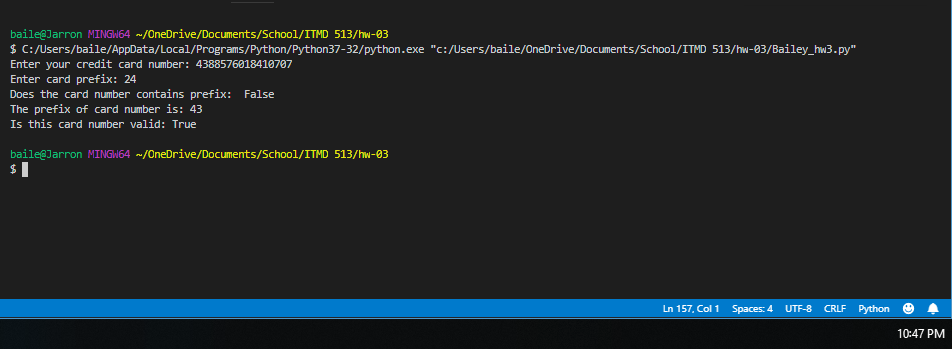 baile@Jarron MINGW64 ~/OneDrive/Documents/School/ITMD 513/hw-03
$ C:/Users/baile/AppData/Local/Programs/Python/Python37-32/python.exe "c:/Users/baile/OneDrive/Documents/School/ITMD 513/hw-03/Bailey_hw3.py"
Enter your credit card number: 4388576018410707
Enter card prefix: 24
Does the card number contains prefix:  False
The prefix of card number is: 43
Is this card number valid: True
baile@Jarron MINGW64 ~/OneDrive/Documents/School/ITMD 513/hw-03
$
Ln 157, Col 1 Spaces: 4 UTF-8 CRLF Python
10:47 PM